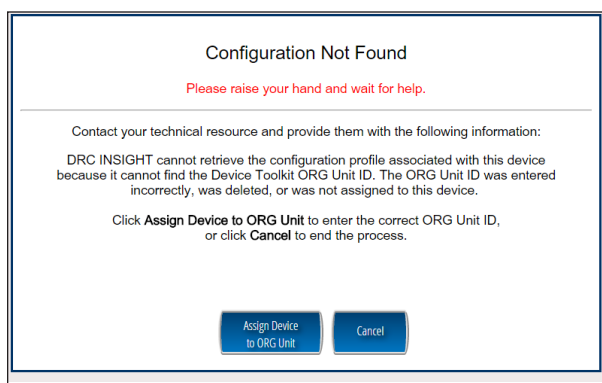 Configuration Not Found
Please raise your hand and wait for help.
Contact your technical resource and provide them with the following information:
DRC INSIGHT cannot retrieve the configuration profile associated with this device
because it cannot find the Device Toolkit ORG Unit ID. The ORG Unit ID was entered
incorrectly, was deleted, or was not assigned to this device.
Click Assign Device to ORG Unit to enter the correct ORG Unit ID,
or click Cancel to end the process.
Assign Device
to ORG Unit
Cancel